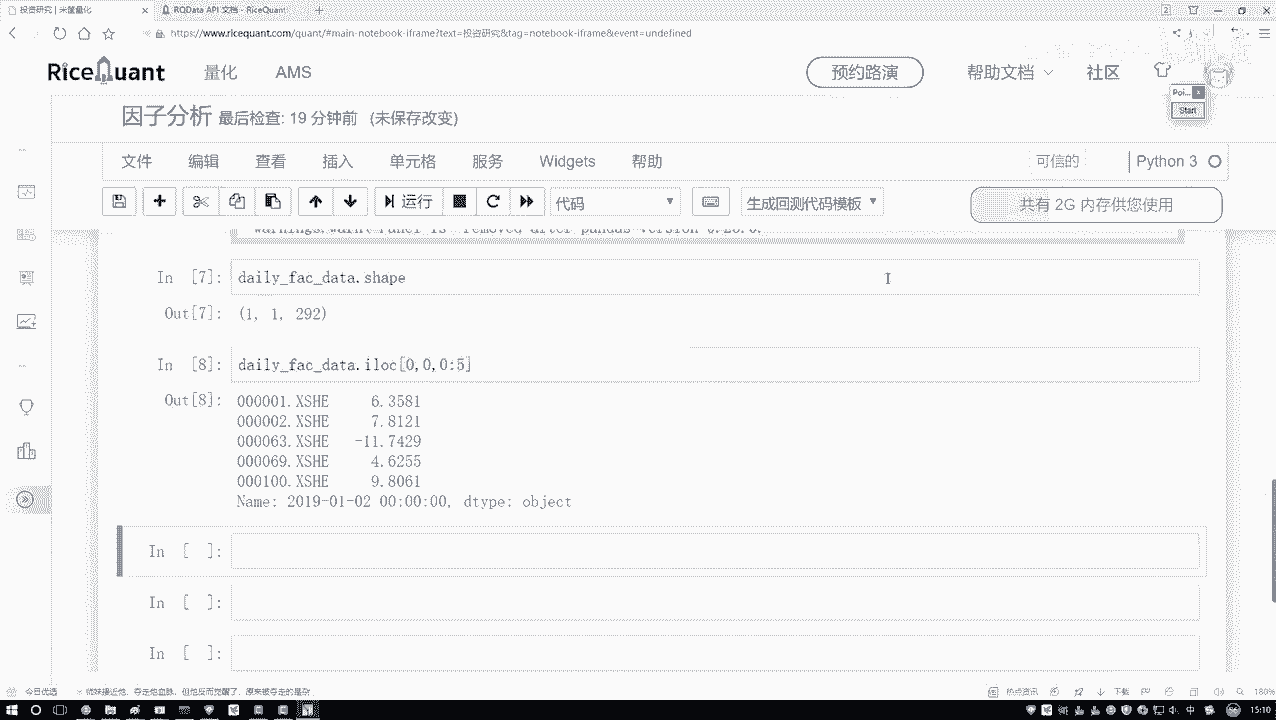 投资研究 | 米筐量化
RQData API 文档 - RiceQuant
https://www.ricequant.com/quant/#main-notebook-iframe?text=投资研究&tag=notebook-iframe&event=undefined
RiceQuant 量化 AMS 预约路演 帮助文档 社区
Start
因子分析 最后检查: 19 分钟前 (未保存改变)
文件 编辑 查看 插入 单元格 服务 Widgets 帮助 可信的 Python 3
运行 代码 生成回测代码模板 共有 2G 内存供您使用
In [7]: daily_fac_data.shape
Out[7]: (1, 1, 292)
In [8]: daily_fac_data.iloc[0,0,0:5]
Out[8]: 000001.XSHE 6.3581
000002.XSHE 7.8121
000063.XSHE -11.7429
000069.XSHE 4.6255
000100.XSHE 9.8061
Name: 2019-01-02 00:00:00, dtype: object
In [ ]:
In [ ]:
In [ ]:
今日优选
热点资讯 下载 180%
中 15:10